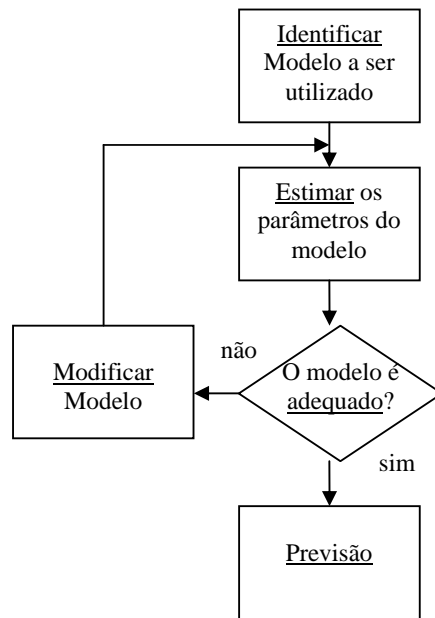 Identificar
Modelo a ser
utilizado
Estimar os
parâmetros do
modelo
não
O modelo é
adequado?
Modificar
Modelo
sim
Previsão